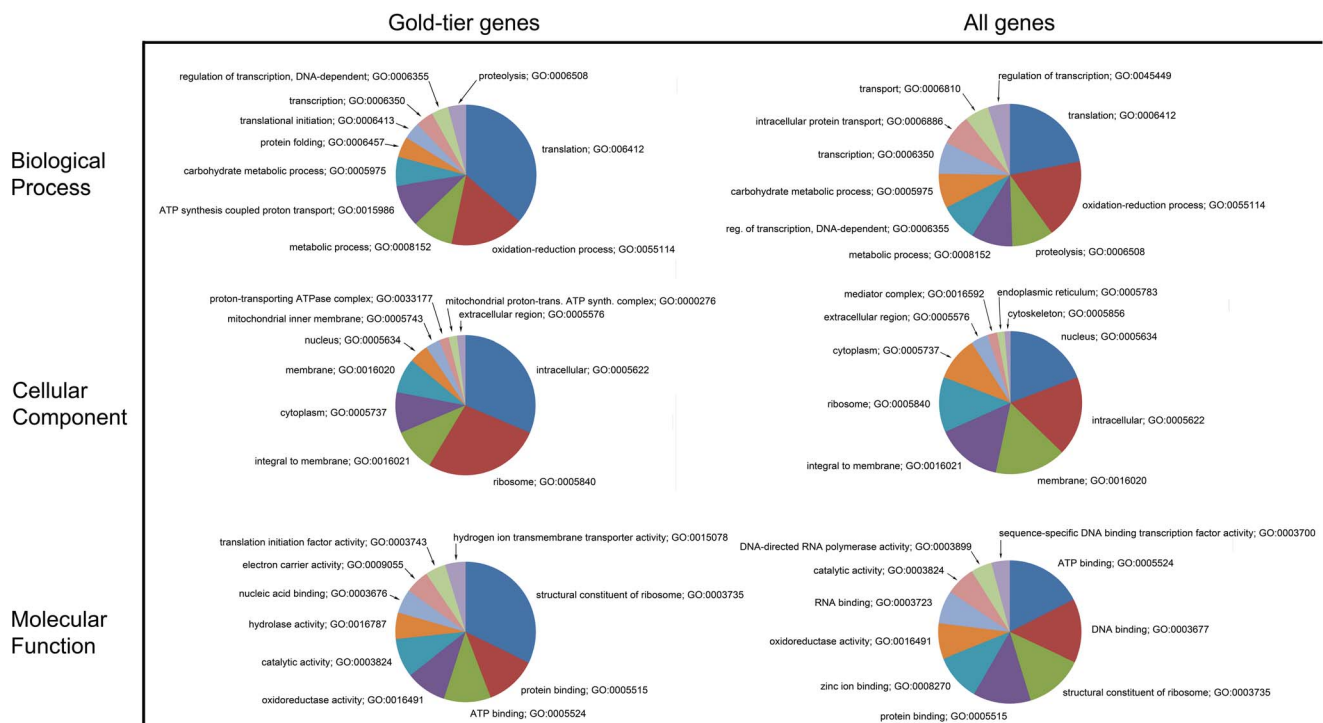 Gold-tier genes
All genes
Biological
Process
regulation of transcription, DNA-dependent; GO:0006355
proteolysis; GO:0006508
transcription; GO:0006350
translational initiation; GO:0006413
protein folding; GO:0006457
translation; GO:006412
carbohydrate metabolic process; GO:0005975
ATP synthesis coupled proton transport; GO:0015986
metabolic process; GO:0008152
oxidation-reduction process; GO:0055114
regulation of transcription; GO:0045449
transport; GO:0006810
translation; GO:0006412
intracellular protein transport; GO:0006886
transcription; GO:0006350
carbohydrate metabolic process; GO:0005975
oxidation-reduction process; GO:0055114
reg. of transcription, DNA-dependent; GO:0006355
metabolic process; GO:0008152
proteolysis; GO:0006508
Cellular
Component
proton-transporting ATPase complex; GO:0033177
mitochondrial proton-trans. ATP synth. complex; GO:0000276
extracellular region; GO:0005576
mitochondrial inner membrane; GO:0005743
nucleus; GO:0005634
membrane; GO:0016020
intracellular; GO:0005622
cytoplasm; GO:0005737
integral to membrane; GO:0016021
ribosome; GO:0005840
mediator complex; GO:0016592
endoplasmic reticulum; GO:0005783
extracellular region; GO:0005576
cytoskeleton; GO:0005856
nucleus; GO:0005634
cytoplasm; GO:0005737
ribosome; GO:0005840
intracellular; GO:0005622
integral to membrane; GO:0016021
membrane; GO:0016020
Molecular
Function
translation initiation factor activity; GO:0003743
hydrogen ion transmembrane transporter activity; GO:0015078
electron carrier activity; GO:0009055
nucleic acid binding; GO:0003676
structural constituent of ribosome; GO:0003735
hydrolase activity; GO:0016787
catalytic activity; GO:0003824
oxidoreductase activity; GO:0016491
protein binding; GO:0005515
ATP binding; GO:0005524
sequence-specific DNA binding transcription factor activity; GO:0003700
DNA-directed RNA polymerase activity; GO:0003899
ATP binding; GO:0005524
catalytic activity; GO:0003824
RNA binding; GO:0003723
DNA binding; GO:0003677
oxidoreductase activity; GO:0016491
zinc ion binding; GO:0008270
structural constituent of ribosome; GO:0003735
protein binding; GO:0005515